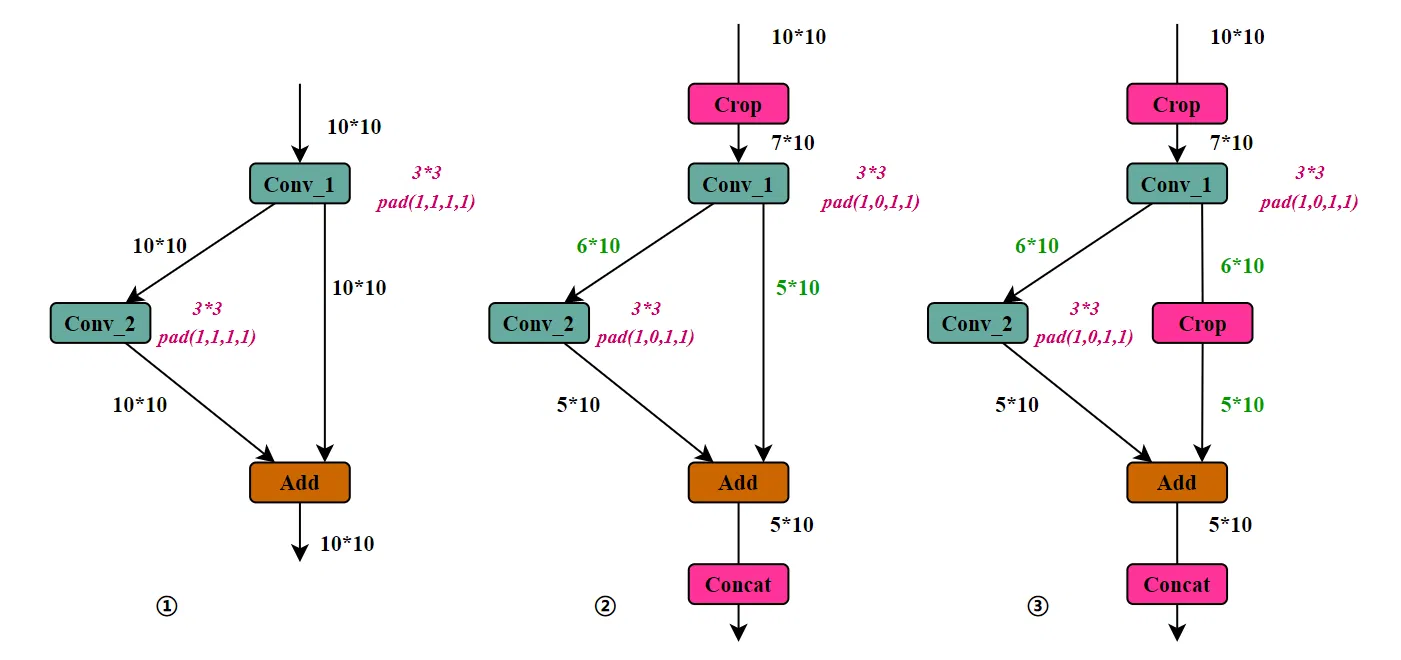 10*10
Conv_1
3*3
pad(1,1,1,1)
10*10
10*10
Conv_2
3*3
pad(1,1,1,1)
10*10
Add
10*10
①
10*10
Crop
7*10
Conv_1
3*3
pad(1,0,1,1)
6*10
5*10
Conv_2
3*3
pad(1,0,1,1)
5*10
Add
5*10
Concat
②
10*10
Crop
7*10
Conv_1
3*3
pad(1,0,1,1)
6*10
6*10
Conv_2
3*3
pad(1,0,1,1)
Crop
5*10
5*10
Add
5*10
Concat
③